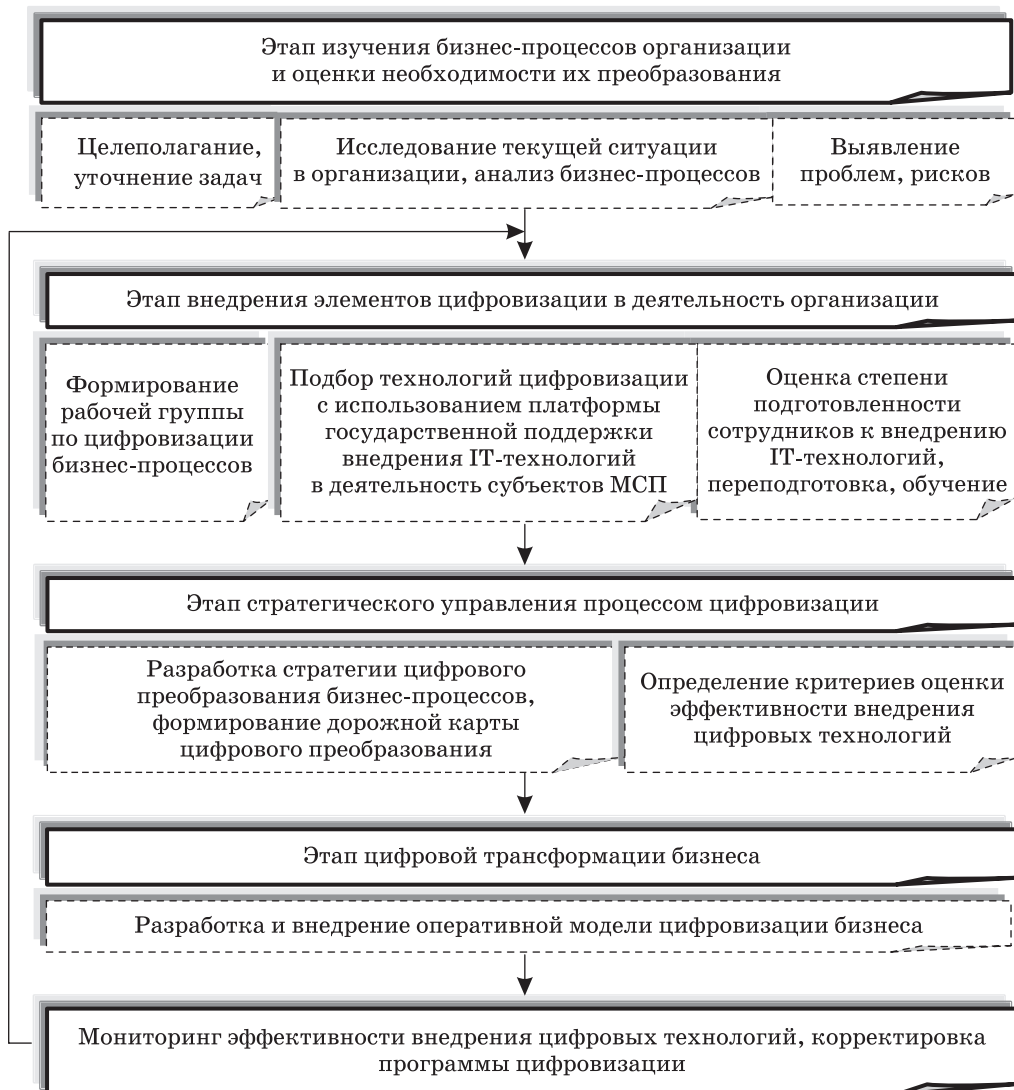 Этап изучения бизнес-процессов организации
и оценки необходимости их преобразования
Целеполагание,
уточнение задач
Исследование текущей ситуации
в организации, анализ бизнес-процессов
Выявление
проблем, рисков
Этап внедрения элементов цифровизации в деятельность организации
Формирование
рабочей группы
по цифровизации
бизнес-процессов
Подбор технологий цифровизации
с использованием платформы
государственной поддержки
внедрения IT-технологий
в деятельность субъектов МСП
Оценка степени
подготовленности
сотрудников к внедрению
IT-технологий,
переподготовка, обучение
Этап стратегического управления процессом цифровизации
Разработка стратегии цифрового
преобразования бизнес-процессов,
формирование дорожной карты
цифрового преобразования
Определение критериев оценки
эффективности внедрения
цифровых технологий
Этап цифровой трансформации бизнеса
Разработка и внедрение оперативной модели цифровизации бизнеса
Мониторинг эффективности внедрения цифровых технологий, корректировка
программы цифровизации